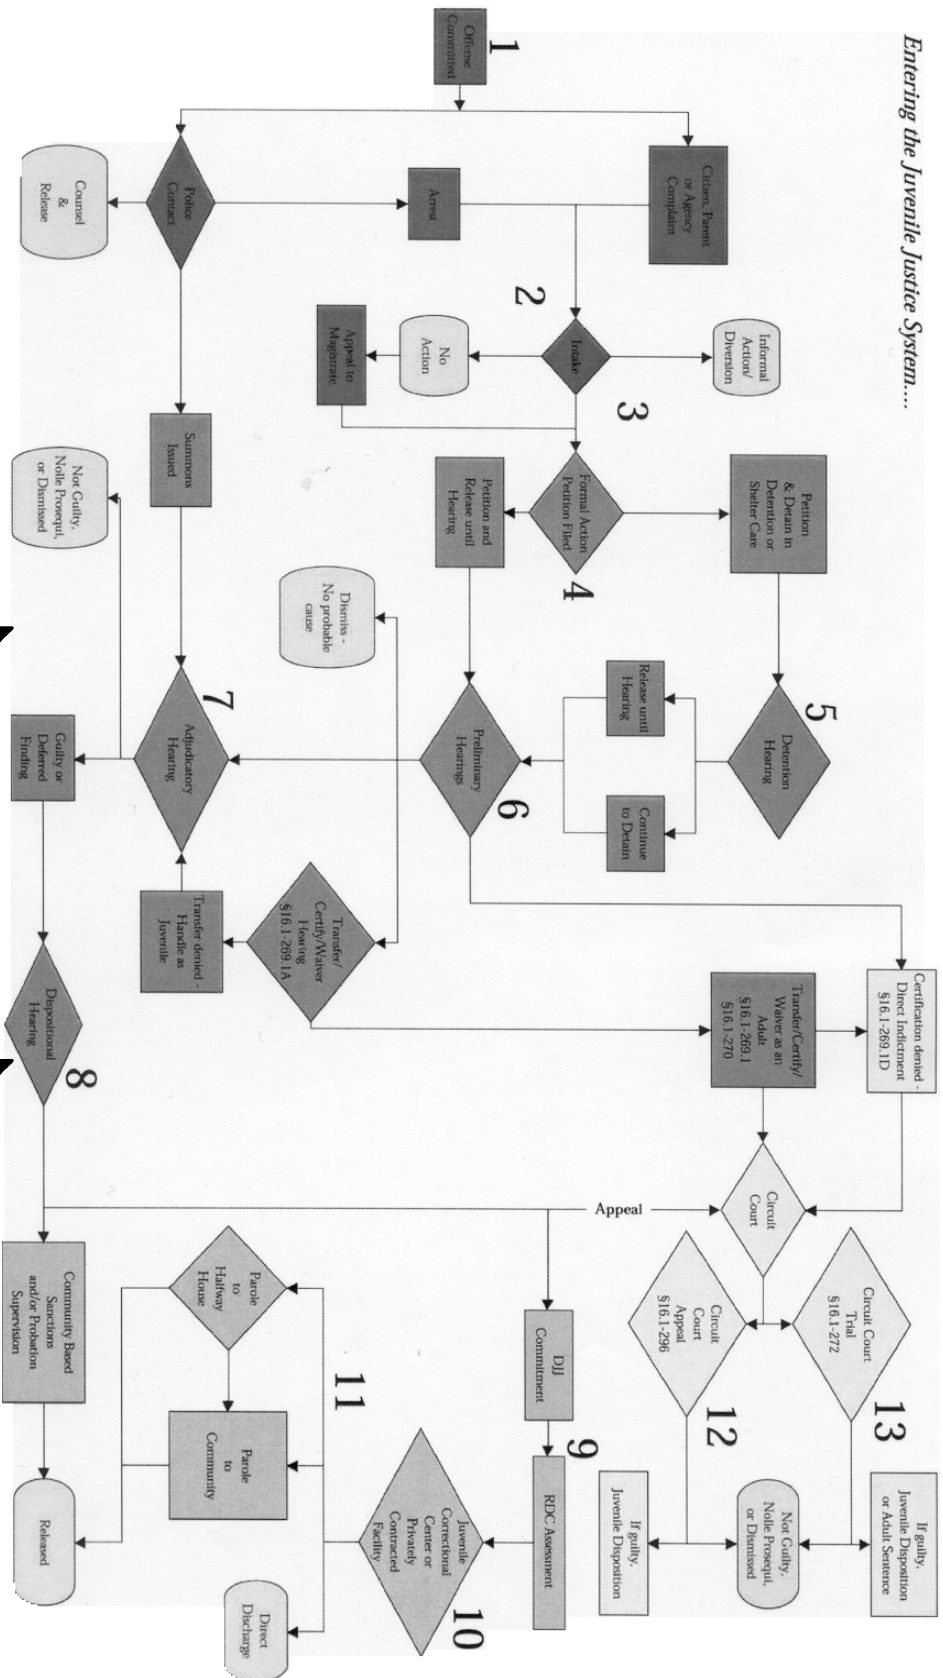 Entering the Juvenile Justice System....
1
Offense
Committed
Citizen, Parent
or Agency
Complaint
Arrest
Police
Contact
Counsel
&
Release
2
Informal
Action/
Diversion
Intake
No
Action
Appeal to
Magistrate
3
Summons
Issued
Petition
& Detain in
Detention or
Shelter Care
Formal Action
Petition Filed
Petition and
Release until
Hearing
4
Not Guilty,
Nolle Prosequi,
or Dismissed
Dismiss -
No probable
cause
5
Detention
Hearing
Release until
Hearing
Continue
to Detain
Preliminary
Hearings
6
7
Adjudicatory
Hearing
Guilty or
Deferred
Finding
Transfer/
Certify/Waiver
Hearing
§16.1-269.1A
Transfer denied -
Handle as
Juvenile
Certification denied -
Direct Indictment
§16.1-269.1D
Transfer/Certify/
Waiver as an
Adult
§16.1-269.1
§16.1-270
Dispositional
Hearing
8
Circuit
Court
Appeal
Circuit Court
Trial
§16.1-272
13
Circuit
Court
Appeal
§16.1-296
12
DJJ
Commitment
9
RDC Assessment
Parole
to
Halfway
House
11
Parole
to
Community
Community Based
Sanctions
and/or Probation
Supervision
Juvenile
Correctional
Center or
Privately
Contracted
Facility
10
If guilty,
Juvenile Disposition
or Adult Sentence
Not Guilty,
Nolle Prosequi,
or Dismissed
If guilty,
Juvenile Disposition
Released
Direct
Discharge